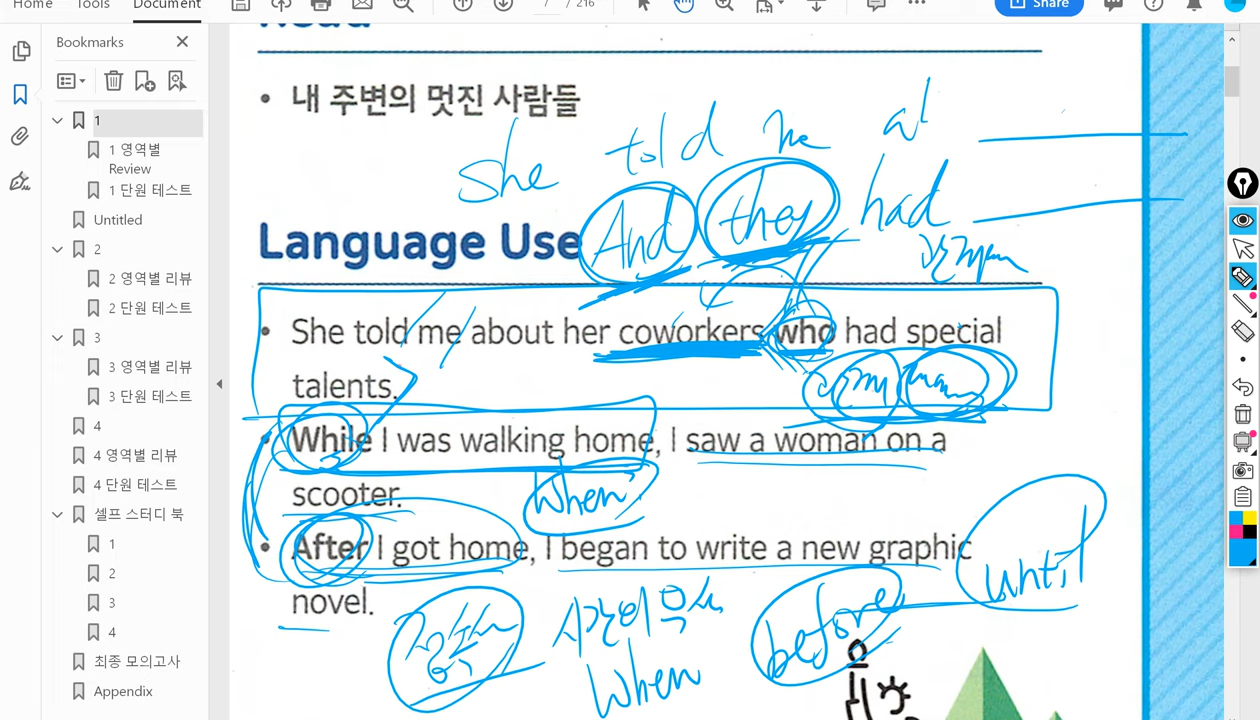 Home Tools Document
7 / 216
Share
Bookmarks
1
1 영역별
Review
1 단원 테스트
Untitled
2
2 영역별 리뷰
2 단원 테스트
3
3 영역별 리뷰
3 단원 테스트
4
4 영역별 리뷰
4 단원 테스트
셀프 스터디 북
1
2
3
4
최종 모의고사
Appendix
Read
• 내 주변의 멋진 사람들
she told me
And they had
Language Use
• She told me about her coworkers who had special
talents.
• While I was walking home, I saw a woman on a
scooter.
when
• After I got home, I began to write a new graphic
novel.
until
before
when